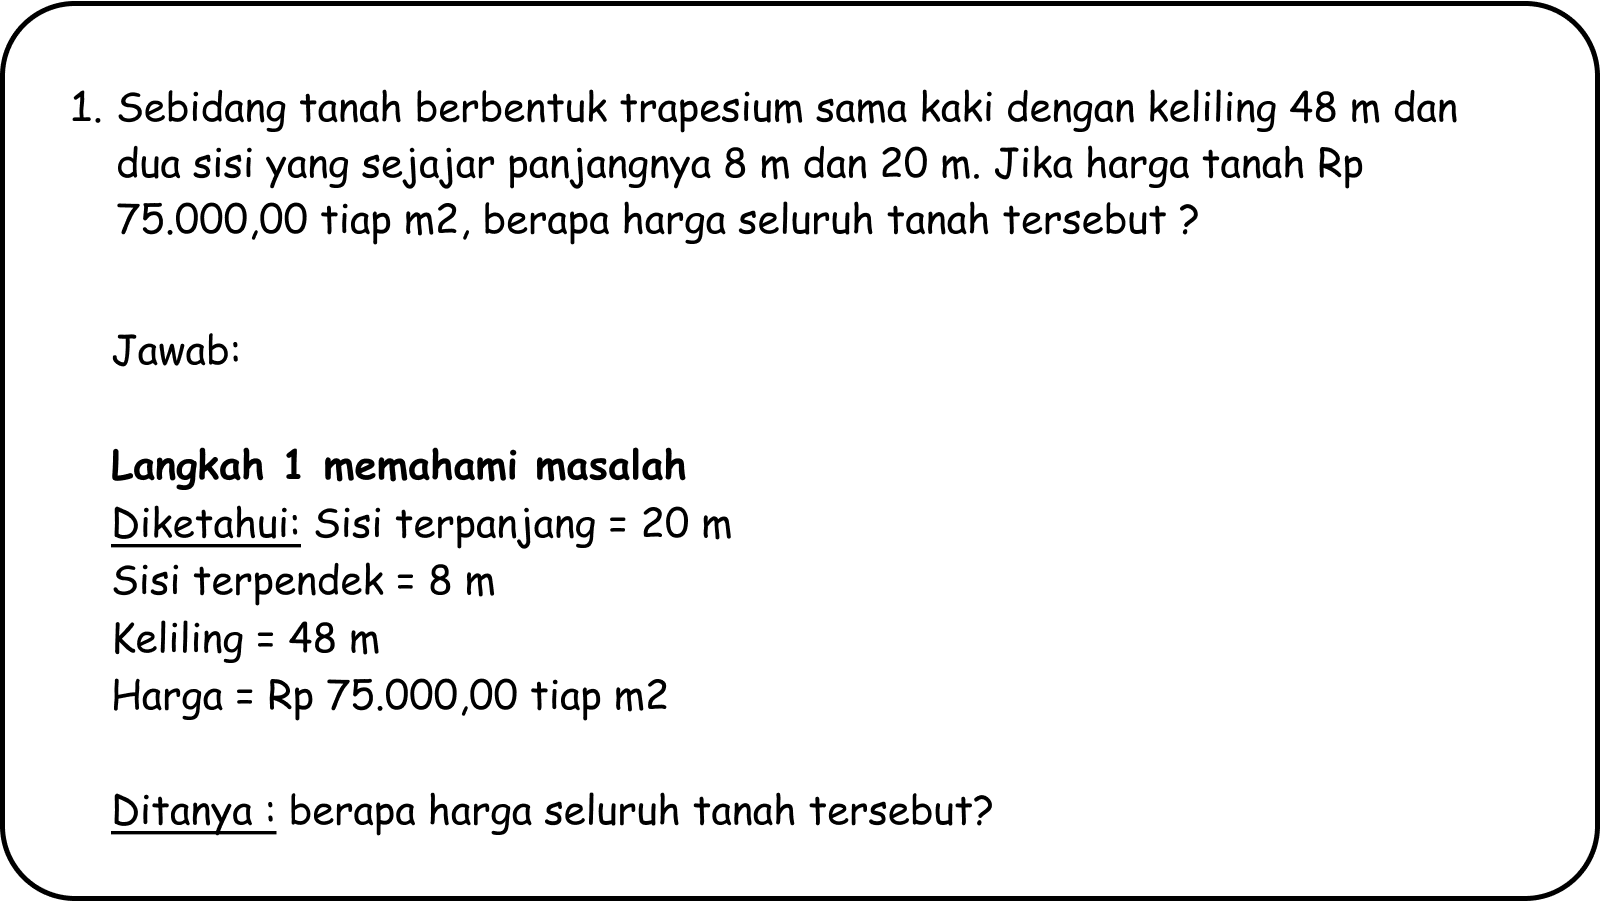 1. Sebidang tanah berbentuk trapesium sama kaki dengan keliling 48 m dan
dua sisi yang sejajar panjangnya 8 m dan 20 m. Jika harga tanah Rp
75.000,00 tiap m2, berapa harga seluruh tanah tersebut ?
Jawab:
Langkah 1 memahami masalah
Diketahui: Sisi terpanjang = 20 m
Sisi terpendek = 8 m
Keliling = 48 m
Harga = Rp 75.000,00 tiap m2
Ditanya : berapa harga seluruh tanah tersebut?